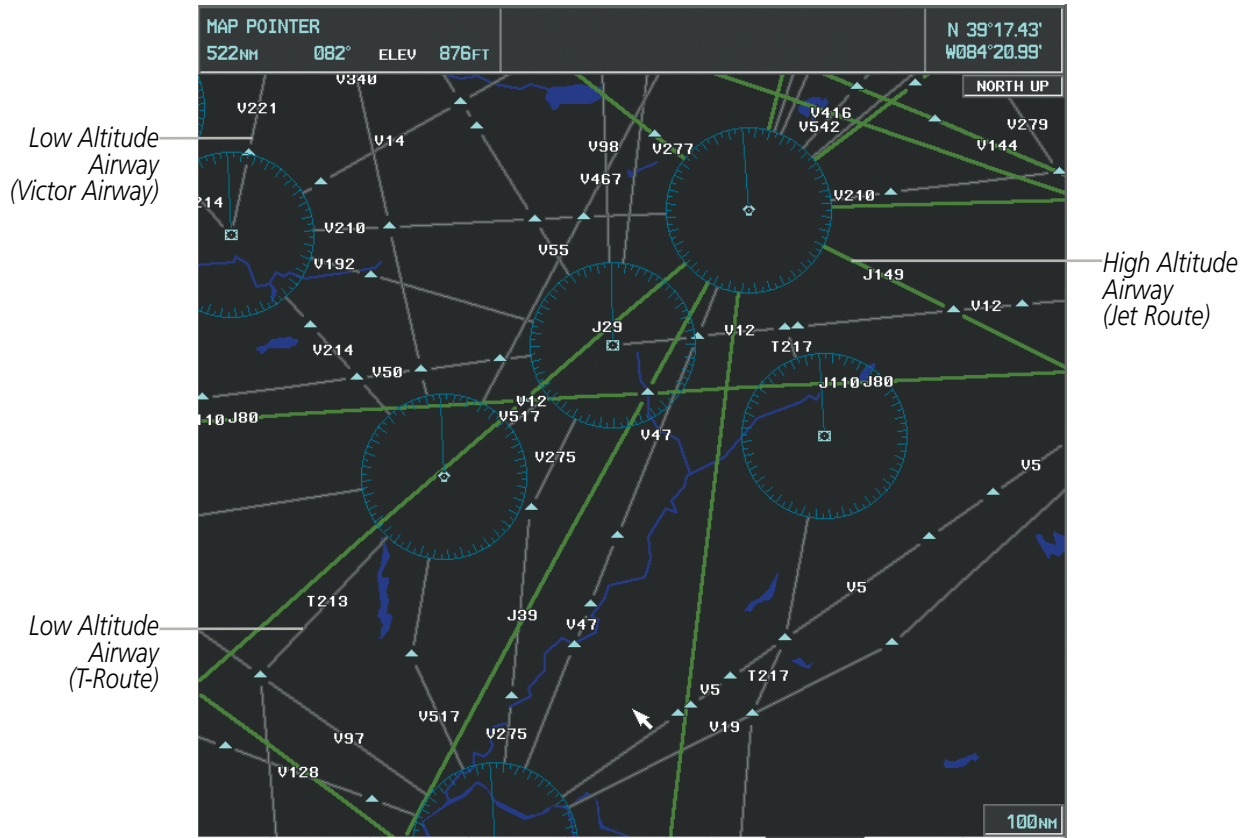 MAP POINTER
522NM 082° ELEV 876FT
N 39°17.43'
W084°20.99'
NORTH UP
V340
V221
V14
V98
V277
V416
V542
V279
V144
Low Altitude
Airway
(Victor Airway)
V467
214
V210
V210
V55
V192
J149
High Altitude
Airway
(Jet Route)
V12
J29
V12
T217
V214
V50
J110 J80
V12
110 J80
V517
V47
V275
V5
V5
T213
J39
V47
Low Altitude
Airway
(T-Route)
T217
V5
V517
V19
V97
V275
V128
100NM